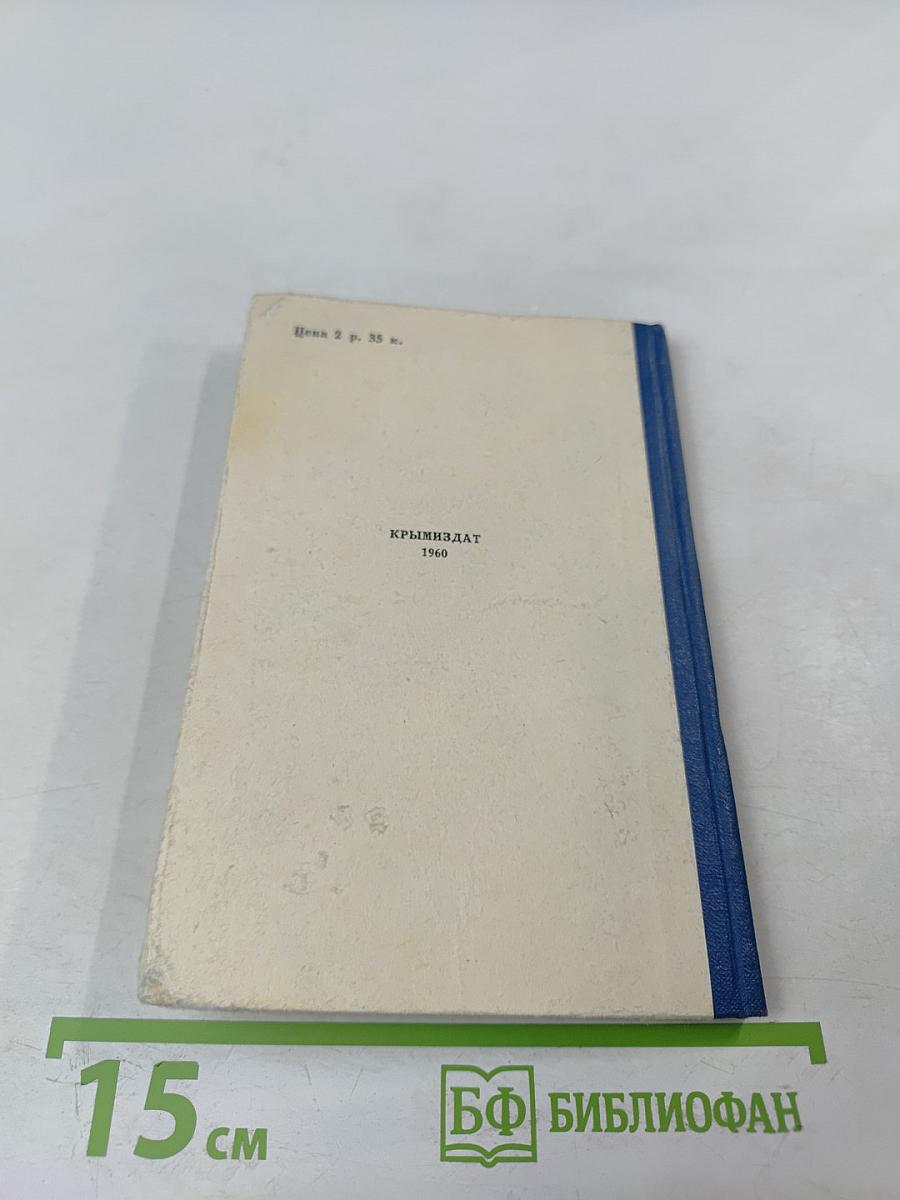 Цена 2 р. 35 к.
КРЫМИЗДАТ
1960
15 см
БФ БИБЛИОФАН